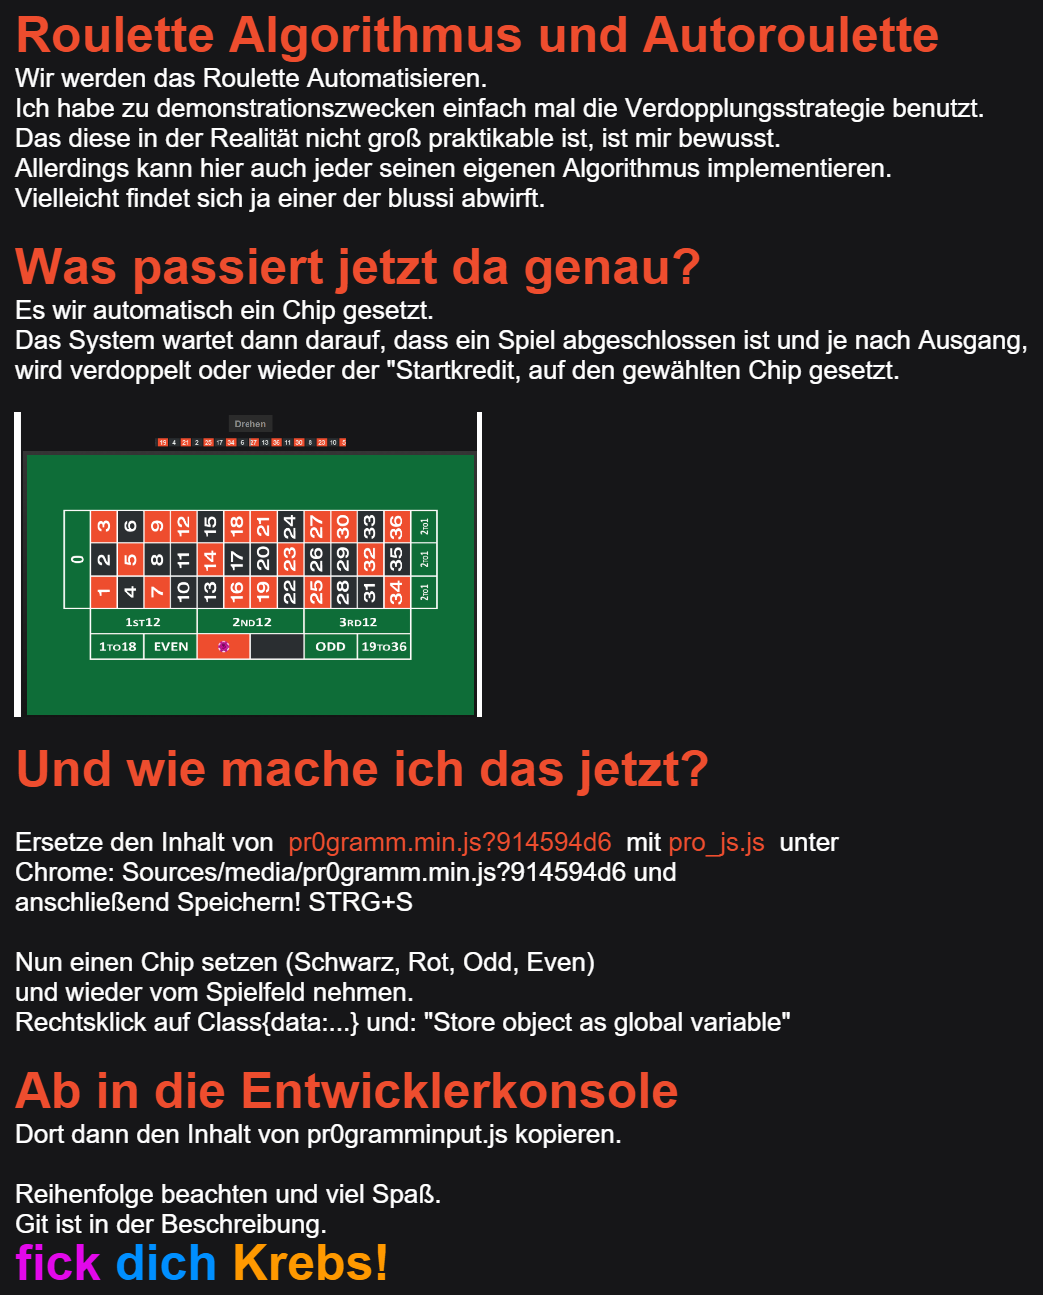 Roulette Algorithmus und Autoroulette
Wir werden das Roulette Automatisieren.
Ich habe zu demonstrationszwecken einfach mal die Verdopplungsstrategie benutzt.
Das diese in der Realität nicht groß praktikable ist, ist mir bewusst.
Allerdings kann hier auch jeder seinen eigenen Algorithmus implementieren.
Vielleicht findet sich ja einer der blussi abwirft.
Was passiert jetzt da genau?
Es wir automatisch ein Chip gesetzt.
Das System wartet dann darauf, dass ein Spiel abgeschlossen ist und je nach Ausgang,
wird verdoppelt oder wieder der "Startkredit, auf den gewählten Chip gesetzt.
Drehen
15 4 21 2 25 17 34 6 27 13 36 11 30 8 23 10 5
3 6 9 12 15 18 21 24 27 30 33 36 2to1
0 2 5 8 11 14 17 20 23 26 29 32 35 2to1
1 4 7 10 13 16 19 22 25 28 31 34 2to1
1ST12 2ND12 3RD12
1TO18 EVEN ODD 19TO36
Und wie mache ich das jetzt?
Ersetze den Inhalt von pr0gramm.min.js?914594d6 mit pro_js.js unter
Chrome: Sources/media/pr0gramm.min.js?914594d6 und
anschließend Speichern! STRG+S
Nun einen Chip setzen (Schwarz, Rot, Odd, Even)
und wieder vom Spielfeld nehmen.
Rechtsklick auf Class{data:...} und: "Store object as global variable"
Ab in die Entwicklerkonsole
Dort dann den Inhalt von pr0gramminput.js kopieren.
Reihenfolge beachten und viel Spaß.
Git ist in der Beschreibung.
fick dich Krebs!